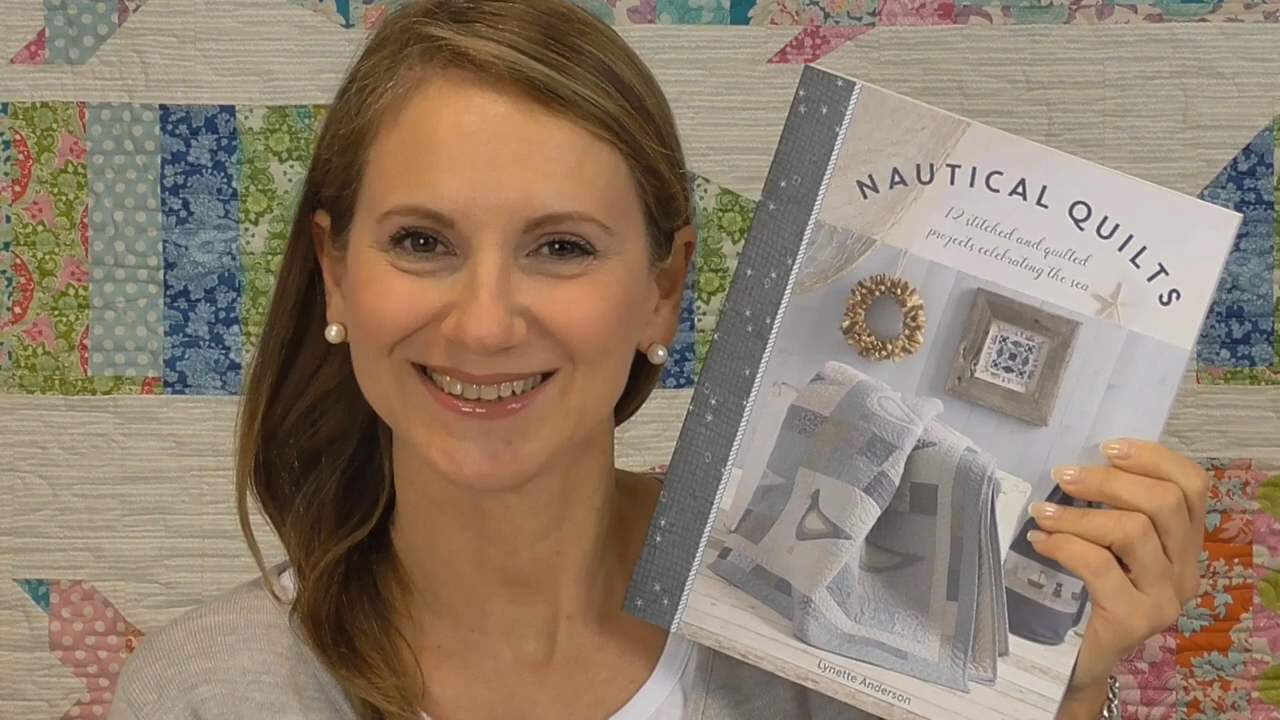 NAUTICAL QUILTS
12 stitched and quilted
projects celebrating the sea
Lynette Anderson